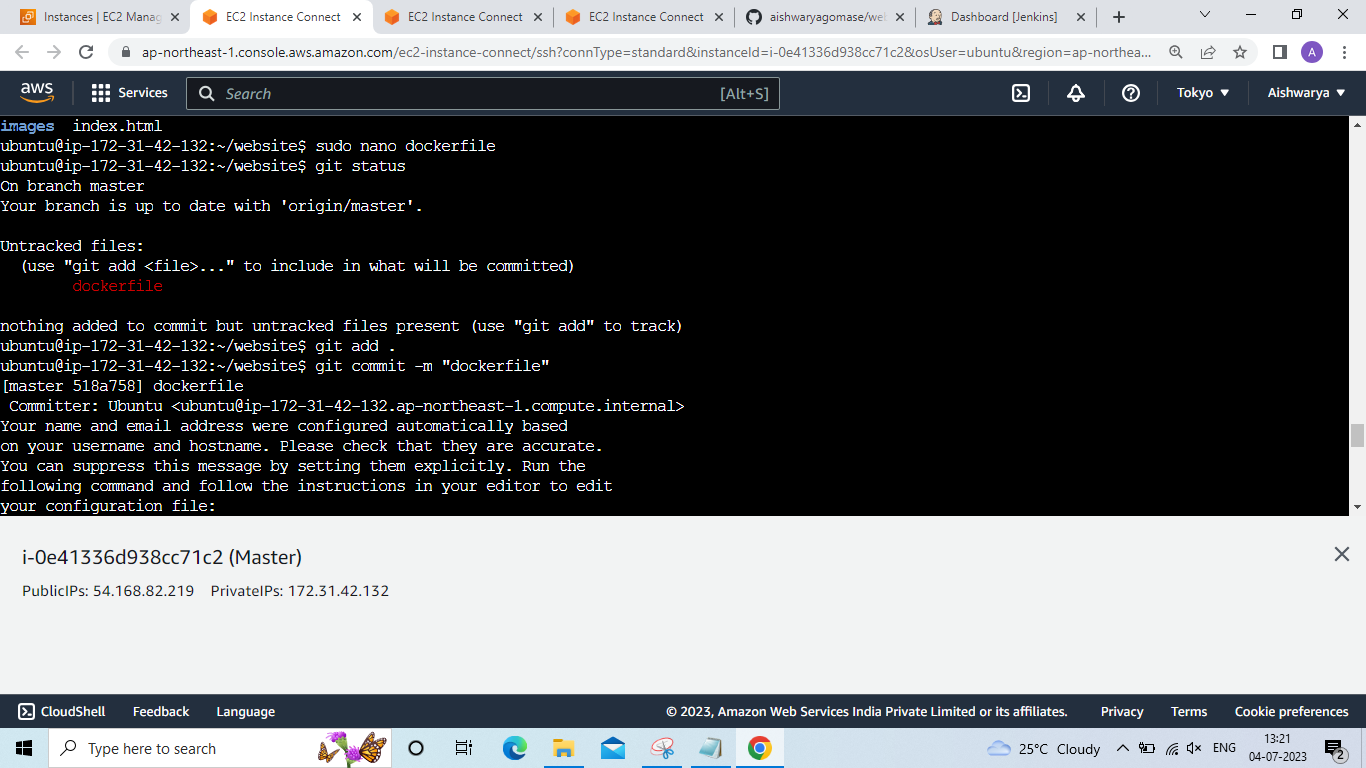 Instances | EC2 Manag
EC2 Instance Connect
EC2 Instance Connect
EC2 Instance Connect
aishwaryagomase/web
Dashboard [Jenkins]
ap-northeast-1.console.aws.amazon.com/ec2-instance-connect/ssh?connType=standard&instanceId=i-0e41336d938cc71c2&osUser=ubuntu&region=ap-northea...
A
aws
Services
Search
[Alt+S]
Tokyo
Aishwarya
images  index.html
ubuntu@ip-172-31-42-132:~/website$ sudo nano dockerfile
ubuntu@ip-172-31-42-132:~/website$ git status
On branch master
Your branch is up to date with 'origin/master'.
Untracked files:
  (use "git add <file>..." to include in what will be committed)
        dockerfile
nothing added to commit but untracked files present (use "git add" to track)
ubuntu@ip-172-31-42-132:~/website$ git add .
ubuntu@ip-172-31-42-132:~/website$ git commit -m "dockerfile"
[master 518a758] dockerfile
 Committer: Ubuntu <ubuntu@ip-172-31-42-132.ap-northeast-1.compute.internal>
Your name and email address were configured automatically based
on your username and hostname. Please check that they are accurate.
You can suppress this message by setting them explicitly. Run the
following command and follow the instructions in your editor to edit
your configuration file:
i-0e41336d938cc71c2 (Master)
PublicIPs: 54.168.82.219    PrivateIPs: 172.31.42.132
CloudShell
Feedback
Language
© 2023, Amazon Web Services India Private Limited or its affiliates.
Privacy
Terms
Cookie preferences
Type here to search
25°C Cloudy
ENG
13:21
04-07-2023
2